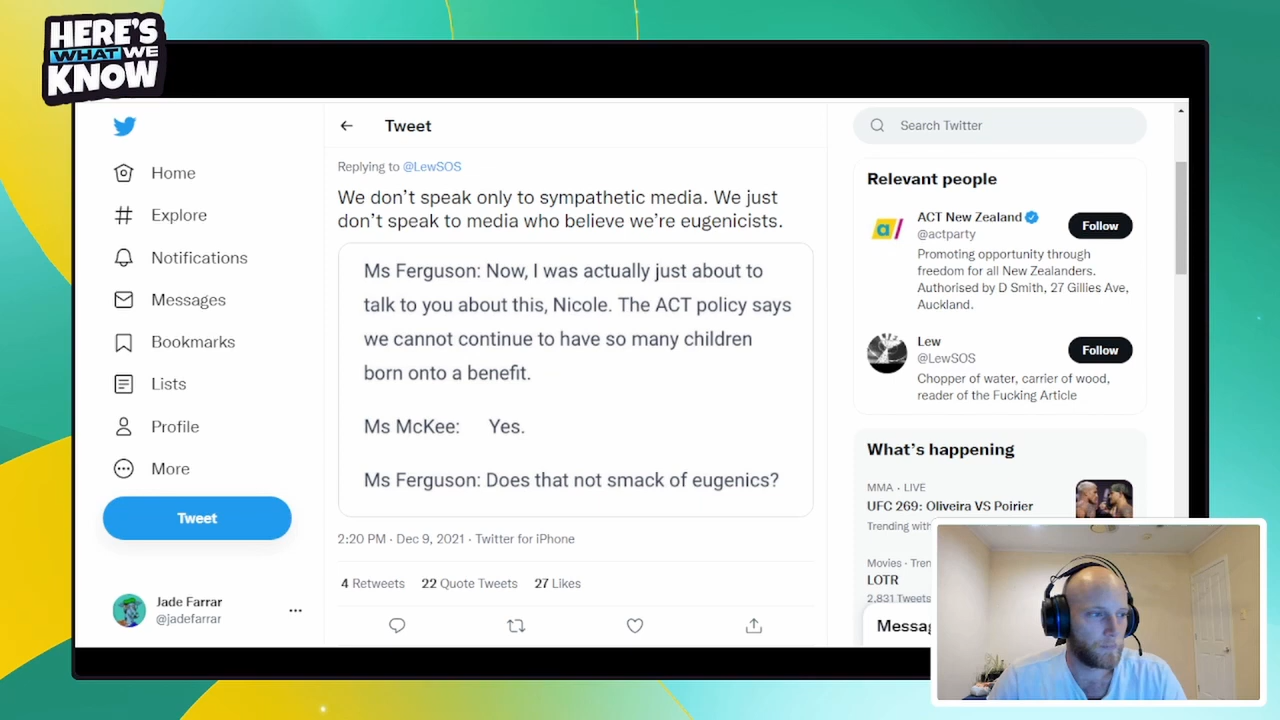 HERE'S
WHAT WE
KNOW
Home
Explore
Notifications
Messages
Bookmarks
Lists
Profile
More
Tweet
Jade Farrar
@jadefarrar
Tweet
Replying to @LewSOS
We don’t speak only to sympathetic media. We just
don’t speak to media who believe we’re eugenicists.
Ms Ferguson: Now, I was actually just about to
talk to you about this, Nicole. The ACT policy says
we cannot continue to have so many children
born onto a benefit.
Ms McKee: Yes.
Ms Ferguson: Does that not smack of eugenics?
2:20 PM · Dec 9, 2021 · Twitter for iPhone
4 Retweets 22 Quote Tweets 27 Likes
Search Twitter
Relevant people
ACT New Zealand
@actparty
Follow
Promoting opportunity through
freedom for all New Zealanders.
Authorised by D Smith, 27 Gillies Ave,
Auckland.
Lew
@LewSOS
Follow
Chopper of water, carrier of wood,
reader of the Fucking Article
What’s happening
MMA · LIVE
UFC 269: Oliveira VS Poirier
Trending with
Movies · Tren
LOTR
2,831 Tweets
Messag